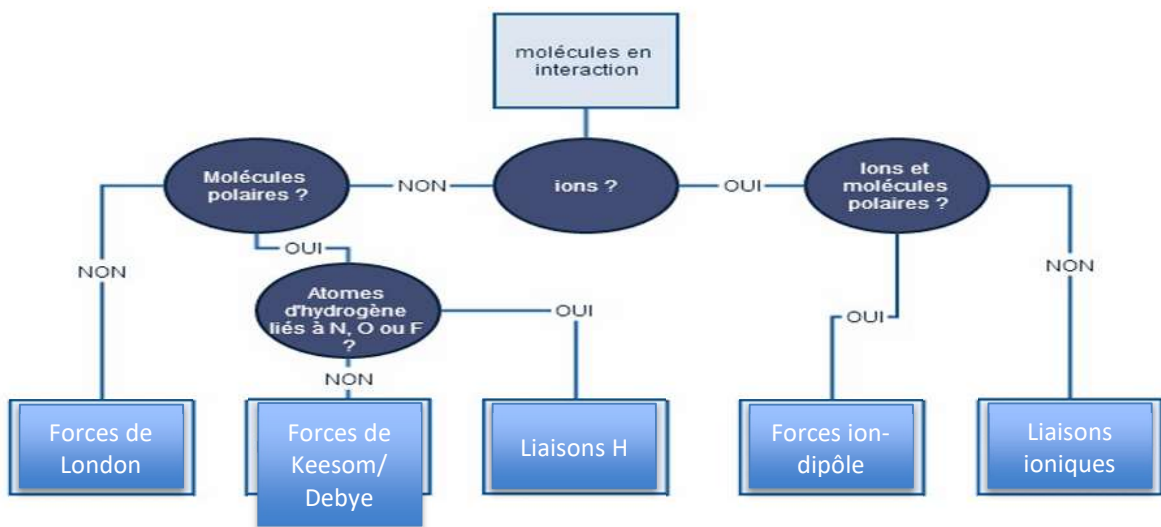 molécules en
interaction
Molécules
polaires ?
NON
ions ?
OUI
Ions et
molécules
polaires ?
NON
OUI
Atomes
d'hydrogène
liés à N, O ou F
?
OUI
NON
OUI
NON
Forces de
London
Forces de
Keesom/
Debye
Liaisons H
Forces ion-
dipôle
Liaisons
ioniques